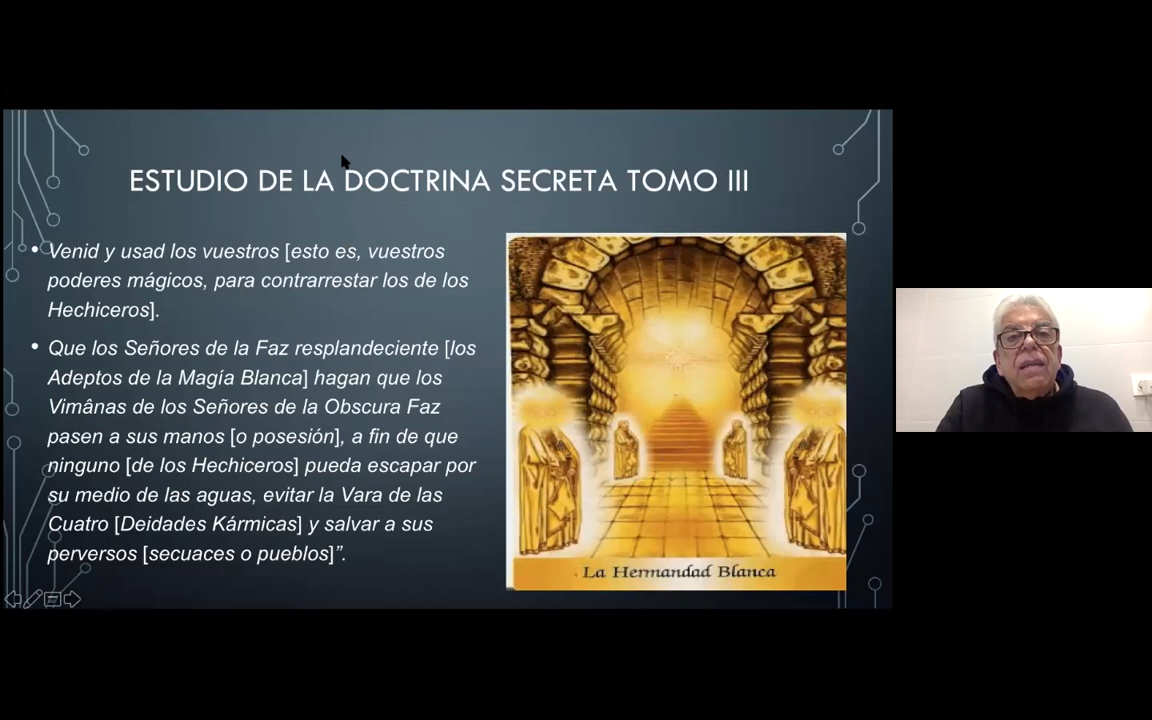 ESTUDIO DE LA DOCTRINA SECRETA TOMO III
• Venid y usad los vuestros [esto es, vuestros
poderes mágicos, para contrarrestar los de los
Hechiceros].
• Que los Señores de la Faz resplandeciente [los
Adeptos de la Magía Blanca] hagan que los
Vimânas de los Señores de la Obscura Faz
pasen a sus manos [o posesión], a fin de que
ninguno [de los Hechiceros] pueda escapar por
su medio de las aguas, evitar la Vara de las
Cuatro [Deidades Kármicas] y salvar a sus
perversos [secuaces o pueblos]”.
La Hermandad Blanca